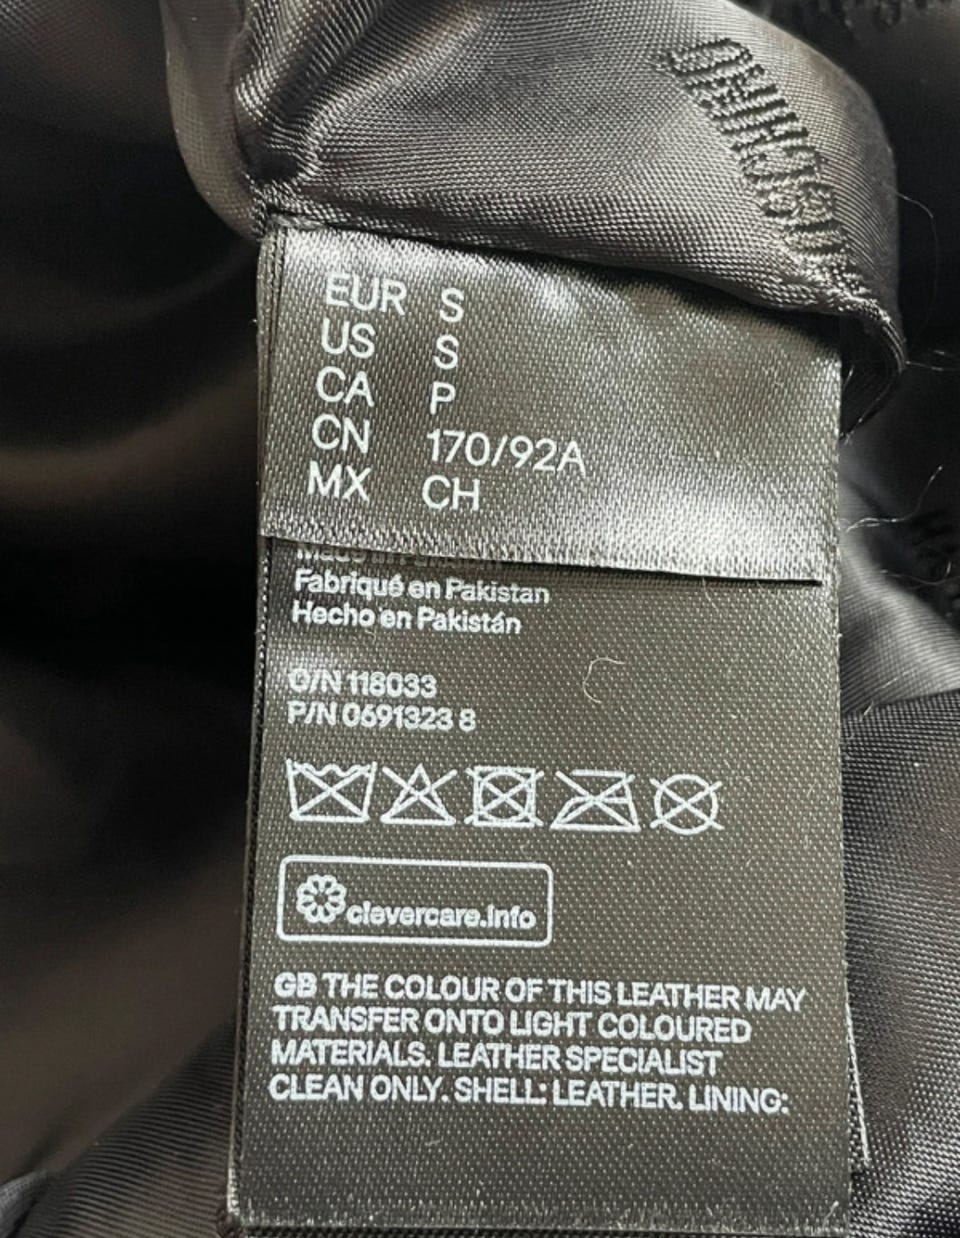 EUR S
US S
CA P
CN 170/92A
MX CH
Fabriqué en Pakistan
Hecho en Pakistán
O/N 118033
P/N 0691323 8
clevercare.info
GB THE COLOUR OF THIS LEATHER MAY
TRANSFER ONTO LIGHT COLOURED
MATERIALS. LEATHER SPECIALIST
CLEAN ONLY. SHELL: LEATHER. LINING: